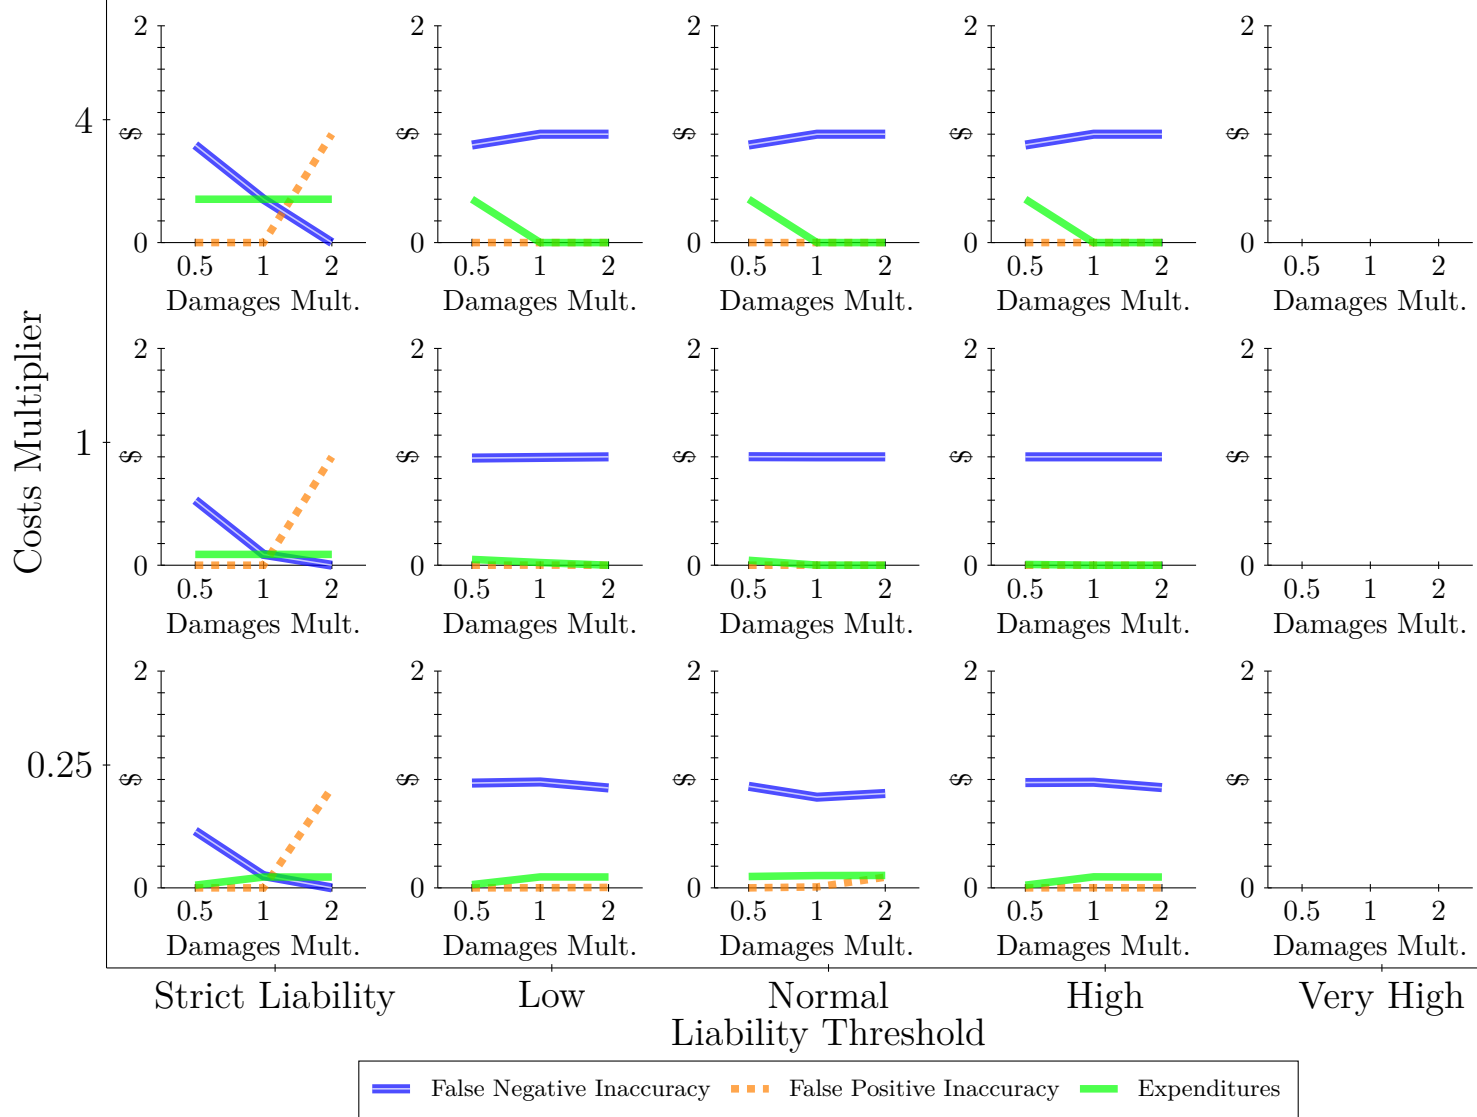 2 2 2 2 2
4 $ $ $ $ $
0 0 0 0 0
0.5 1 2 0.5 1 2 0.5 1 2 0.5 1 2 0.5 1 2
Damages Mult. Damages Mult. Damages Mult. Damages Mult. Damages Mult.
Costs Multiplier
2 2 2 2 2
1 $ $ $ $ $
0 0 0 0 0
0.5 1 2 0.5 1 2 0.5 1 2 0.5 1 2 0.5 1 2
Damages Mult. Damages Mult. Damages Mult. Damages Mult. Damages Mult.
2 2 2 2 2
0.25 $ $ $ $ $
0 0 0 0 0
0.5 1 2 0.5 1 2 0.5 1 2 0.5 1 2 0.5 1 2
Damages Mult. Damages Mult. Damages Mult. Damages Mult. Damages Mult.
Strict Liability Low Normal High Very High
Liability Threshold
False Negative Inaccuracy False Positive Inaccuracy Expenditures